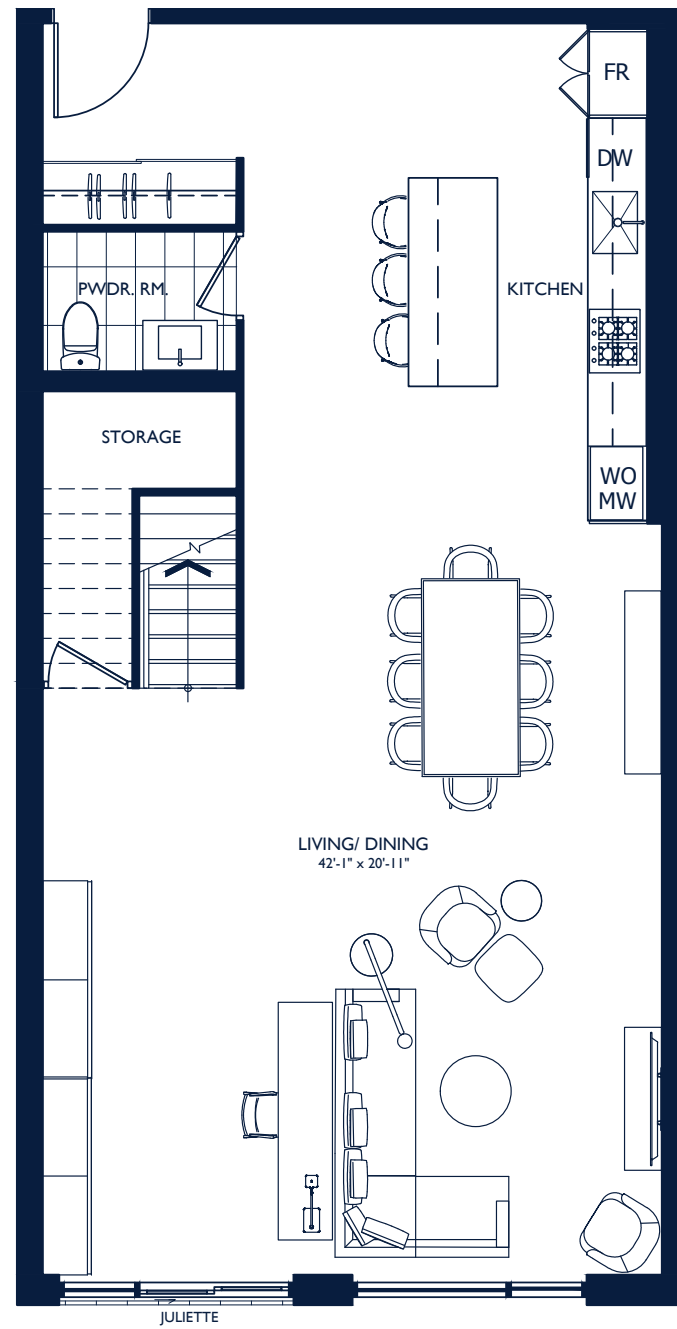 FR
DW
PWDR. RM.
KITCHEN
STORAGE
WO
MW
LIVING/ DINING
42'-1" x 20'-11"
JULIETTE